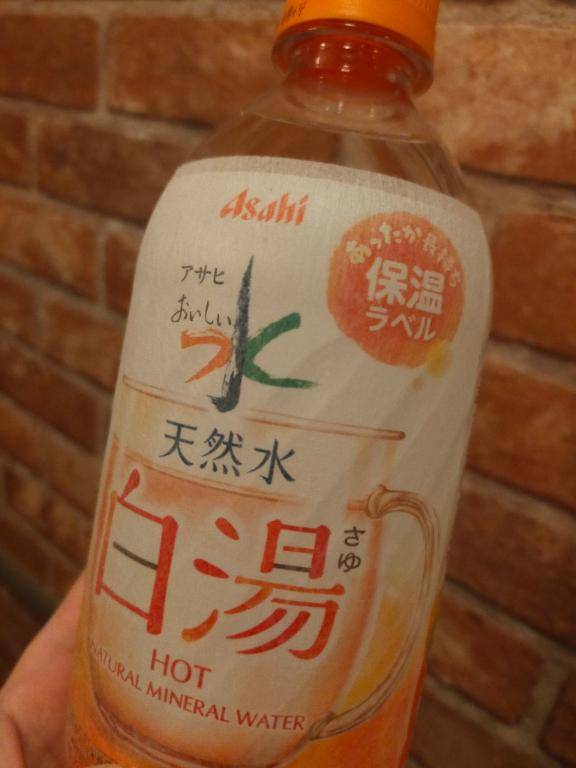 Asahi
あったか長持ち
保温
ラベル
アサヒ
おいしい
水
天然水
白湯
さゆ
HOT
NATURAL MINERAL WATER